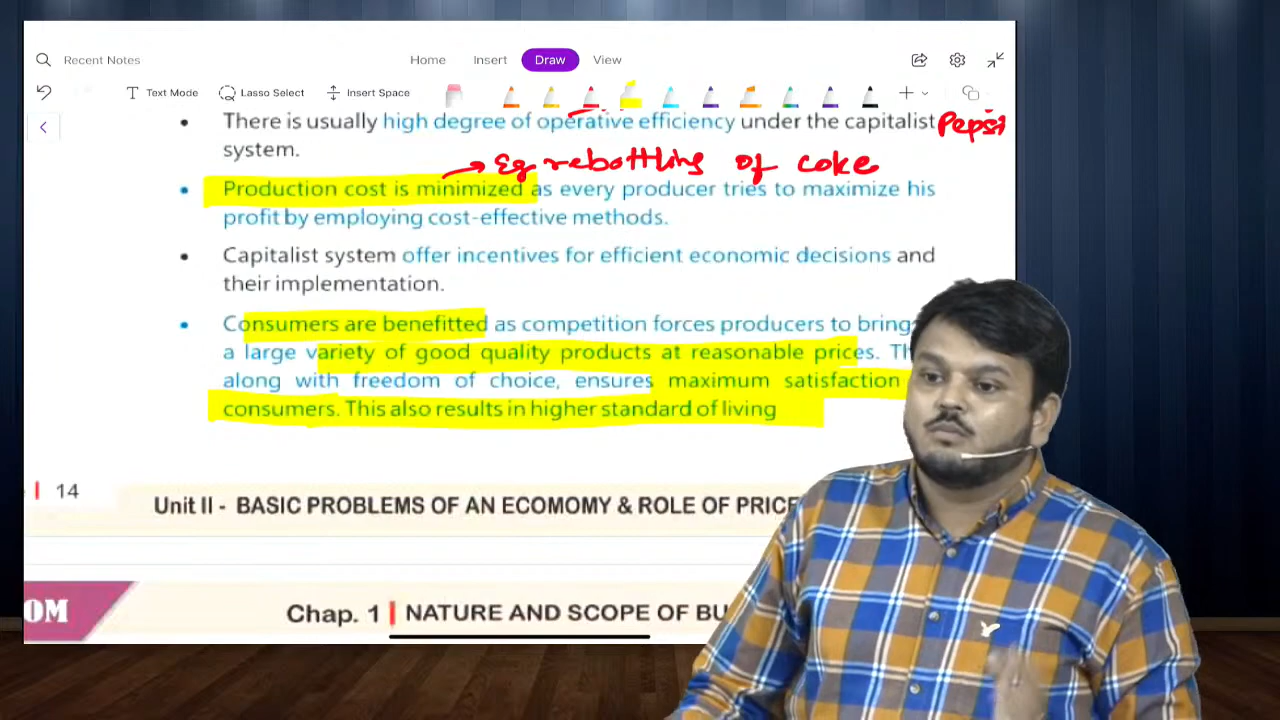 Recent Notes
Home Insert Draw View
Text Mode Lasso Select Insert Space
• There is usually high degree of operative efficiency under the capitalist Pepsi
system.
→ Eg rebottling of coke
• Production cost is minimized as every producer tries to maximize his
profit by employing cost-effective methods.
• Capitalist system offer incentives for efficient economic decisions and
their implementation.
• Consumers are benefitted as competition forces producers to bring
a large variety of good quality products at reasonable prices.
along with freedom of choice, ensures maximum satisfaction
consumers. This also results in higher standard of living
14
Unit II - BASIC PROBLEMS OF AN ECOMOMY & ROLE OF PRICE
OM
Chap. 1 NATURE AND SCOPE OF BU